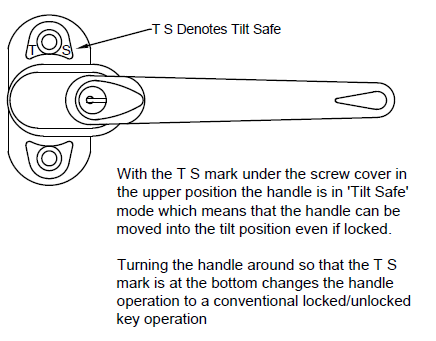 T S Denotes Tilt Safe
T S
With the T S mark under the screw cover in
the upper position the handle is in 'Tilt Safe'
mode which means that the handle can be
moved into the tilt position even if locked.
Turning the handle around so that the T S
mark is at the bottom changes the handle
operation to a conventional locked/unlocked
key operation